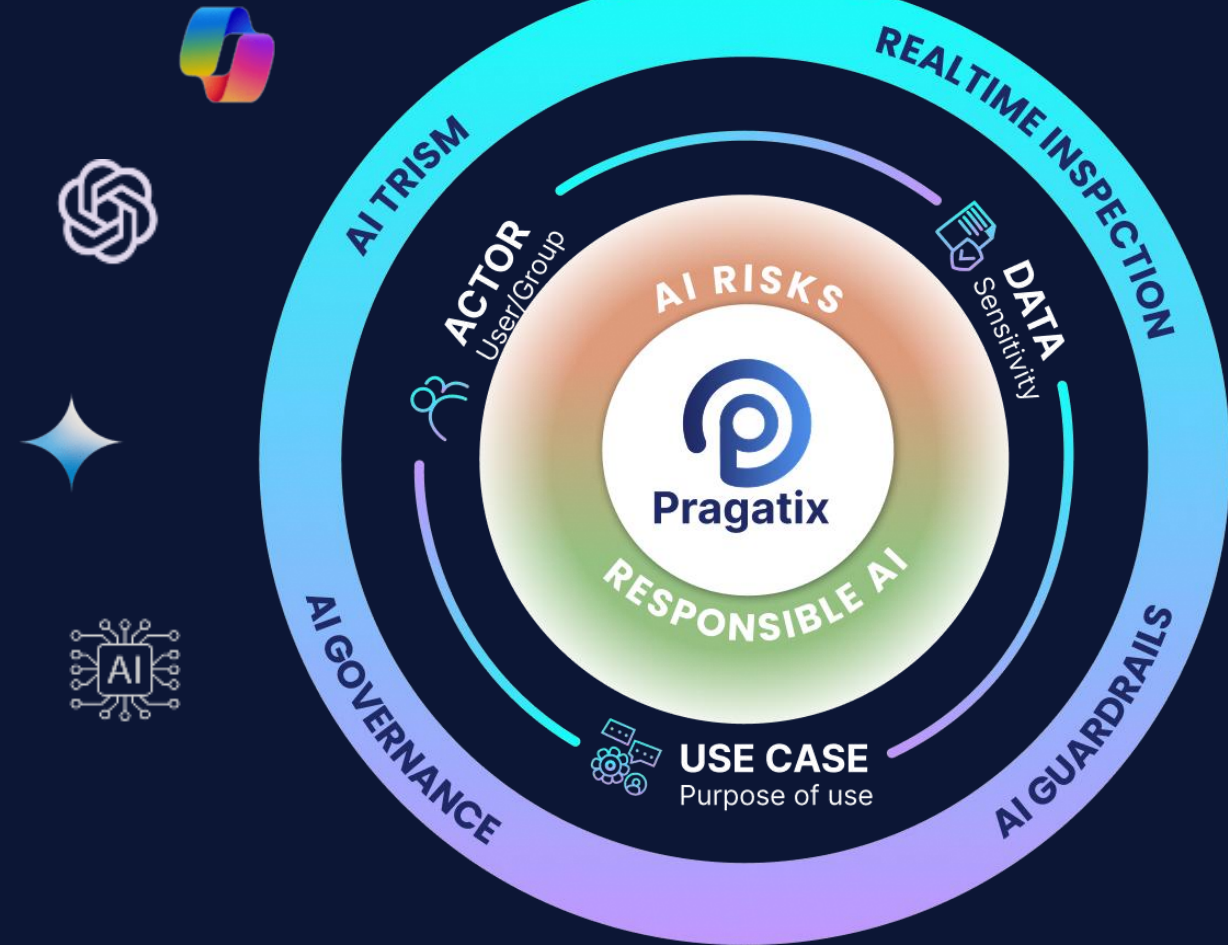 AI TRISM
REALTIME INSPECTION
ACTOR
User/Group
DATA
Sensitivity
AI RISKS
Pragatix
RESPONSIBLE AI
AI
AI GOVERNANCE
USE CASE
Purpose of use
AI GUARDRAILS